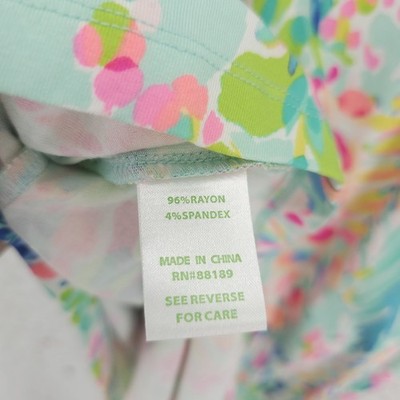 96%RAYON
4%SPANDEX
MADE IN CHINA
RN#88189
SEE REVERSE
FOR CARE